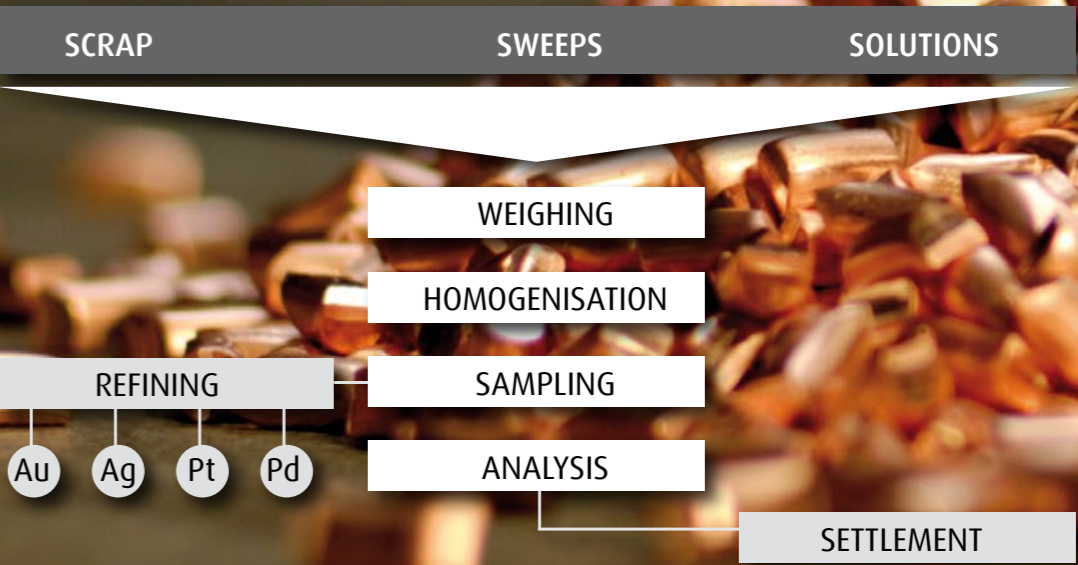 SCRAP SWEEPS SOLUTIONS
WEIGHING
HOMOGENISATION
REFINING SAMPLING
Au Ag Pt Pd ANALYSIS
SETTLEMENT